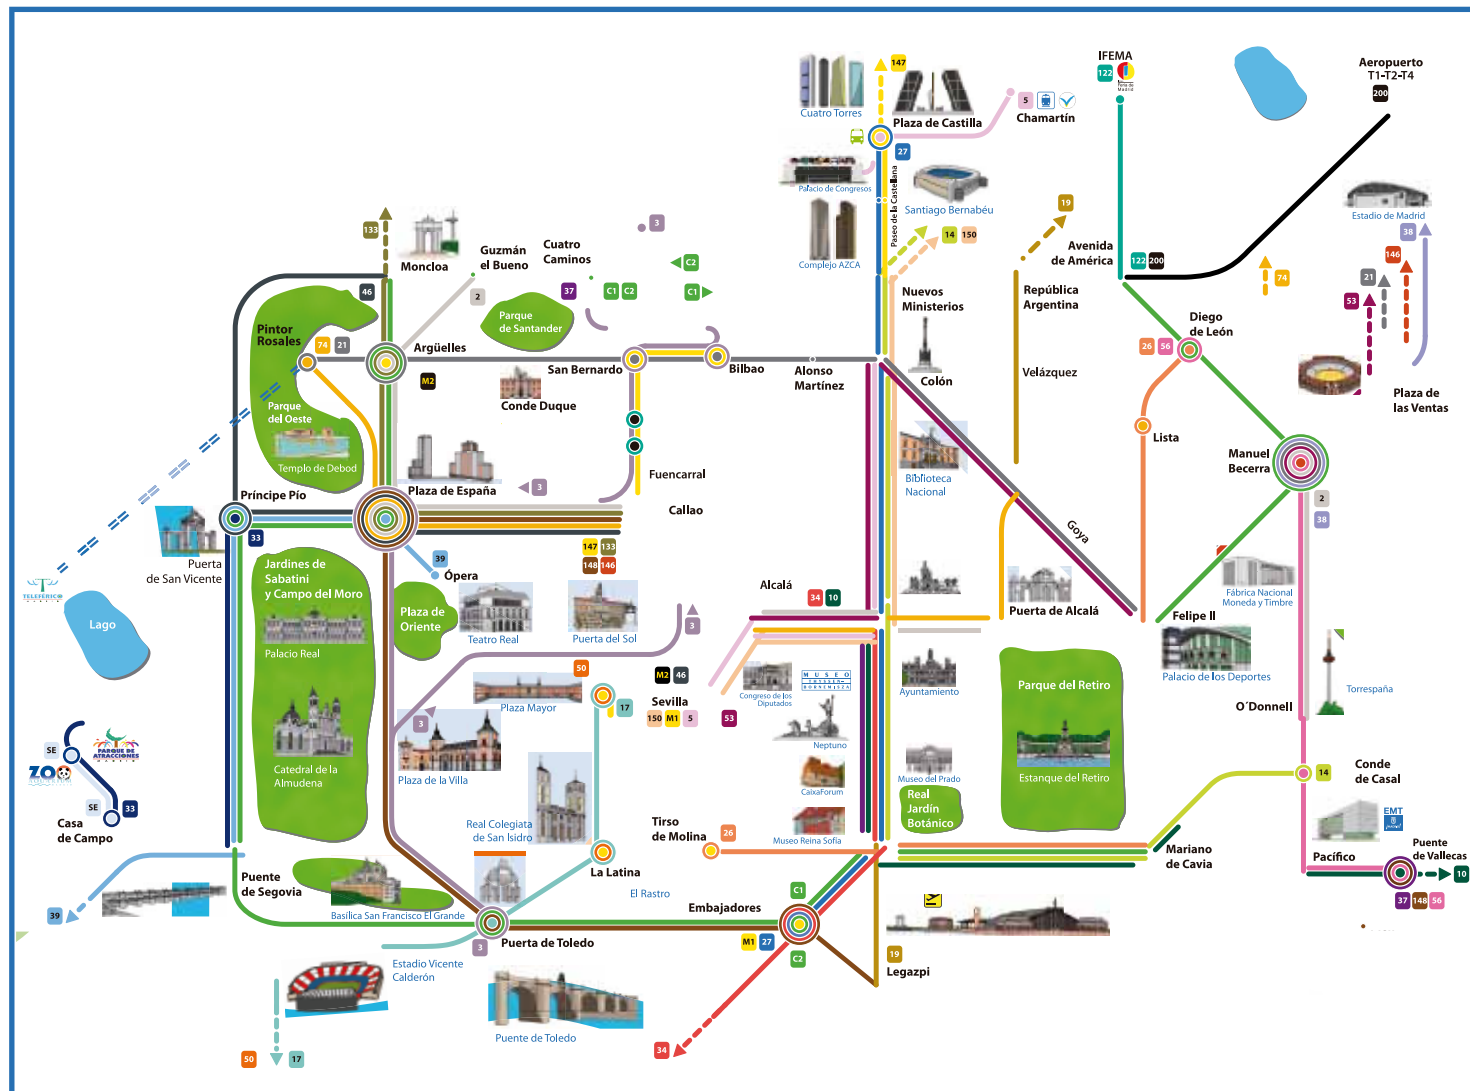 147
IFEMA
122
Feria de
Madrid
Aeropuerto
T1-T2-T4
200
Cuatro Torres
Plaza de Castilla
5
Chamartín
27
Palacio de Congresos
Paseo de la Castellana
Santiago Bernabéu
14
150
Complejo AZCA
19
Estadio de Madrid
38
146
21
53
74
Avenida
de América
122
200
133
Moncloa
Guzmán
el Bueno
Cuatro
Caminos
3
C2
46
2
37
C1
C2
C1
Parque
de Santander
Nuevos
Ministerios
República
Argentina
Diego
de León
26
56
Pintor
Rosales
74
21
Argüelles
M2
San Bernardo
Bilbao
Alonso
Martínez
Colón
Velázquez
Conde Duque
Plaza de
las Ventas
Parque
del Oeste
Templo de Debod
Lista
Manuel
Becerra
Fuencarral
Biblioteca
Nacional
Plaza de España
3
Callao
Goya
2
38
Príncipe Pío
33
Puerta
de San Vicente
39
Ópera
147
133
148
146
TELEFÉRICO
MADRID
Lago
Jardines de
Sabatini
y Campo del Moro
Palacio Real
Plaza de
Oriente
Teatro Real
Puerta del Sol
3
Alcalá
34
10
Puerta de Alcalá
Felipe II
Fábrica Nacional
Moneda y Timbre
Palacio de los Deportes
50
M2
46
Sevilla
150
M1
5
53
Plaza Mayor
17
3
Congreso de los
Diputados
MUSEO
THYSSEN-
BORNEMISZA
Ayuntamiento
Parque del Retiro
Estanque del Retiro
O´Donnell
Torrespaña
Neptuno
SE
PARQUE DE
ATRACCIONES
MADRID
ZOO
Catedral de la
Almudena
Plaza de la Villa
CaixaForum
Museo del Prado
Real
Jardín
Botánico
14
Conde
de Casal
SE
33
Casa
de Campo
Real Colegiata
de San Isidro
Tirso
de Molina
26
Museo Reina Sofía
Mariano
de Cavia
EMT
Pacífico
Puente
de Vallecas
10
37
148
56
39
Puente
de Segovia
Basílica San Francisco El Grande
La Latina
El Rastro
C1
Embajadores
M1
27
C2
3
Puerta de Toledo
Estadio Vicente
Calderón
19
Legazpi
Puente de Toledo
34
50
17